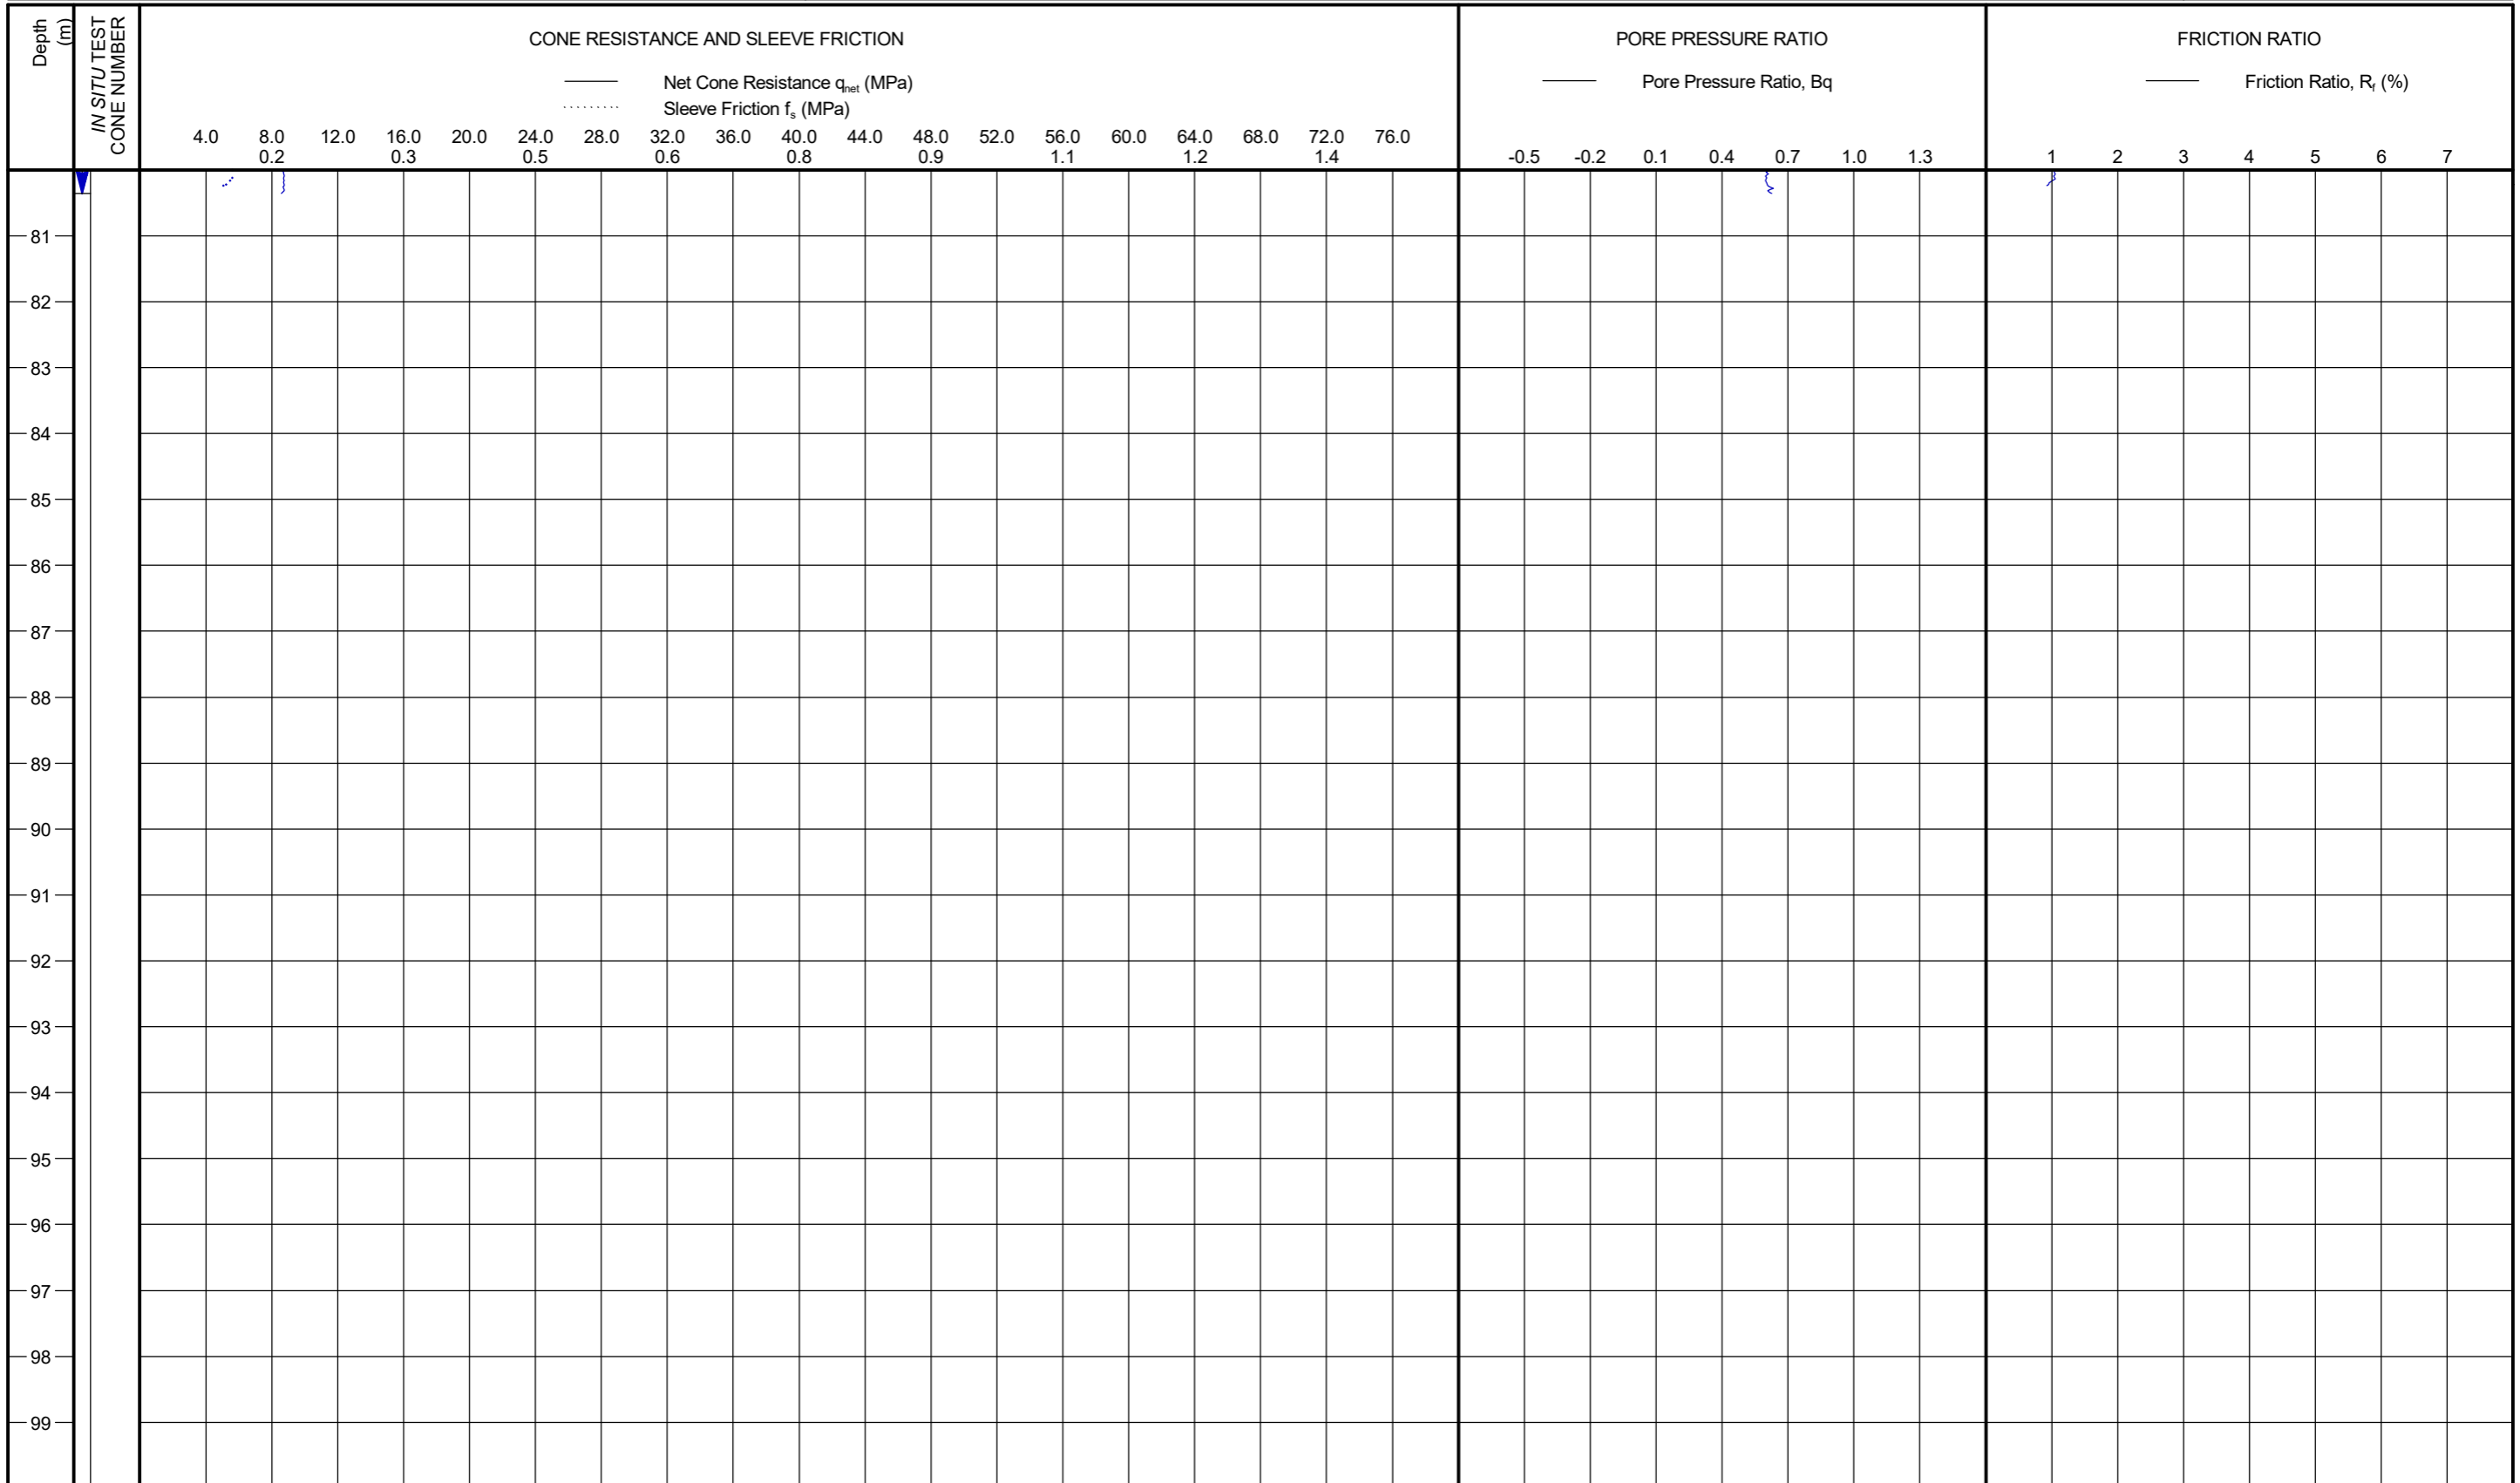 Depth
(m)
IN SITU TEST
CONE NUMBER
CONE RESISTANCE AND SLEEVE FRICTION
Net Cone Resistance qnet (MPa)
Sleeve Friction fs (MPa)
4.0 8.0 12.0 16.0 20.0 24.0 28.0 32.0 36.0 40.0 44.0 48.0 52.0 56.0 60.0 64.0 68.0 72.0 76.0
0.2 0.3 0.5 0.6 0.8 0.9 1.1 1.2 1.4
PORE PRESSURE RATIO
Pore Pressure Ratio, Bq
-0.5 -0.2 0.1 0.4 0.7 1.0 1.3
FRICTION RATIO
Friction Ratio, Rf (%)
1 2 3 4 5 6 7
81
82
83
84
85
86
87
88
89
90
91
92
93
94
95
96
97
98
99